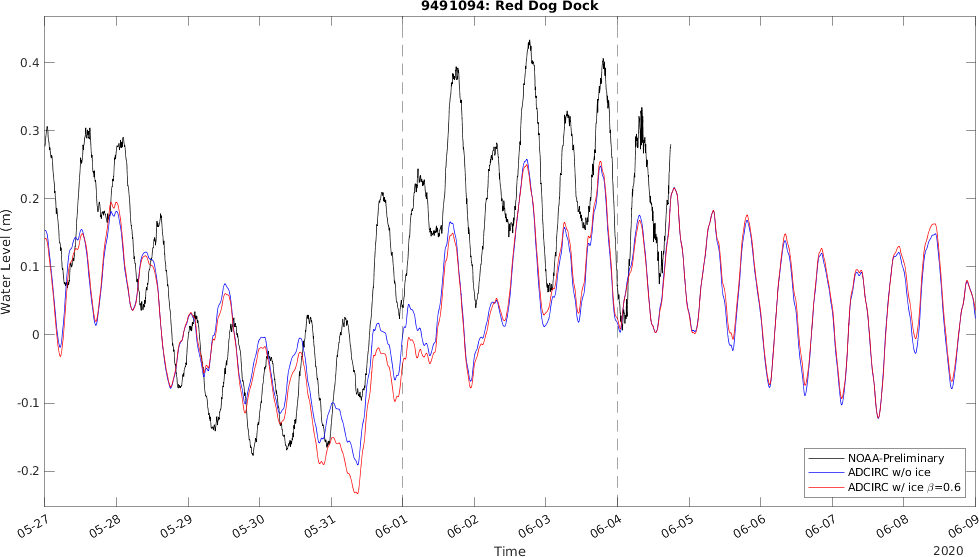 9491094: Red Dog Dock
Water Level (m)
0.4
0.3
0.2
0.1
0
-0.1
-0.2
NOAA-Preliminary
ADCIRC w/o ice
ADCIRC w/ ice β=0.6
05-27 05-28 05-29 05-30 05-31 06-01 06-02 06-03 06-04 06-05 06-06 06-07 06-08 06-09
Time
2020